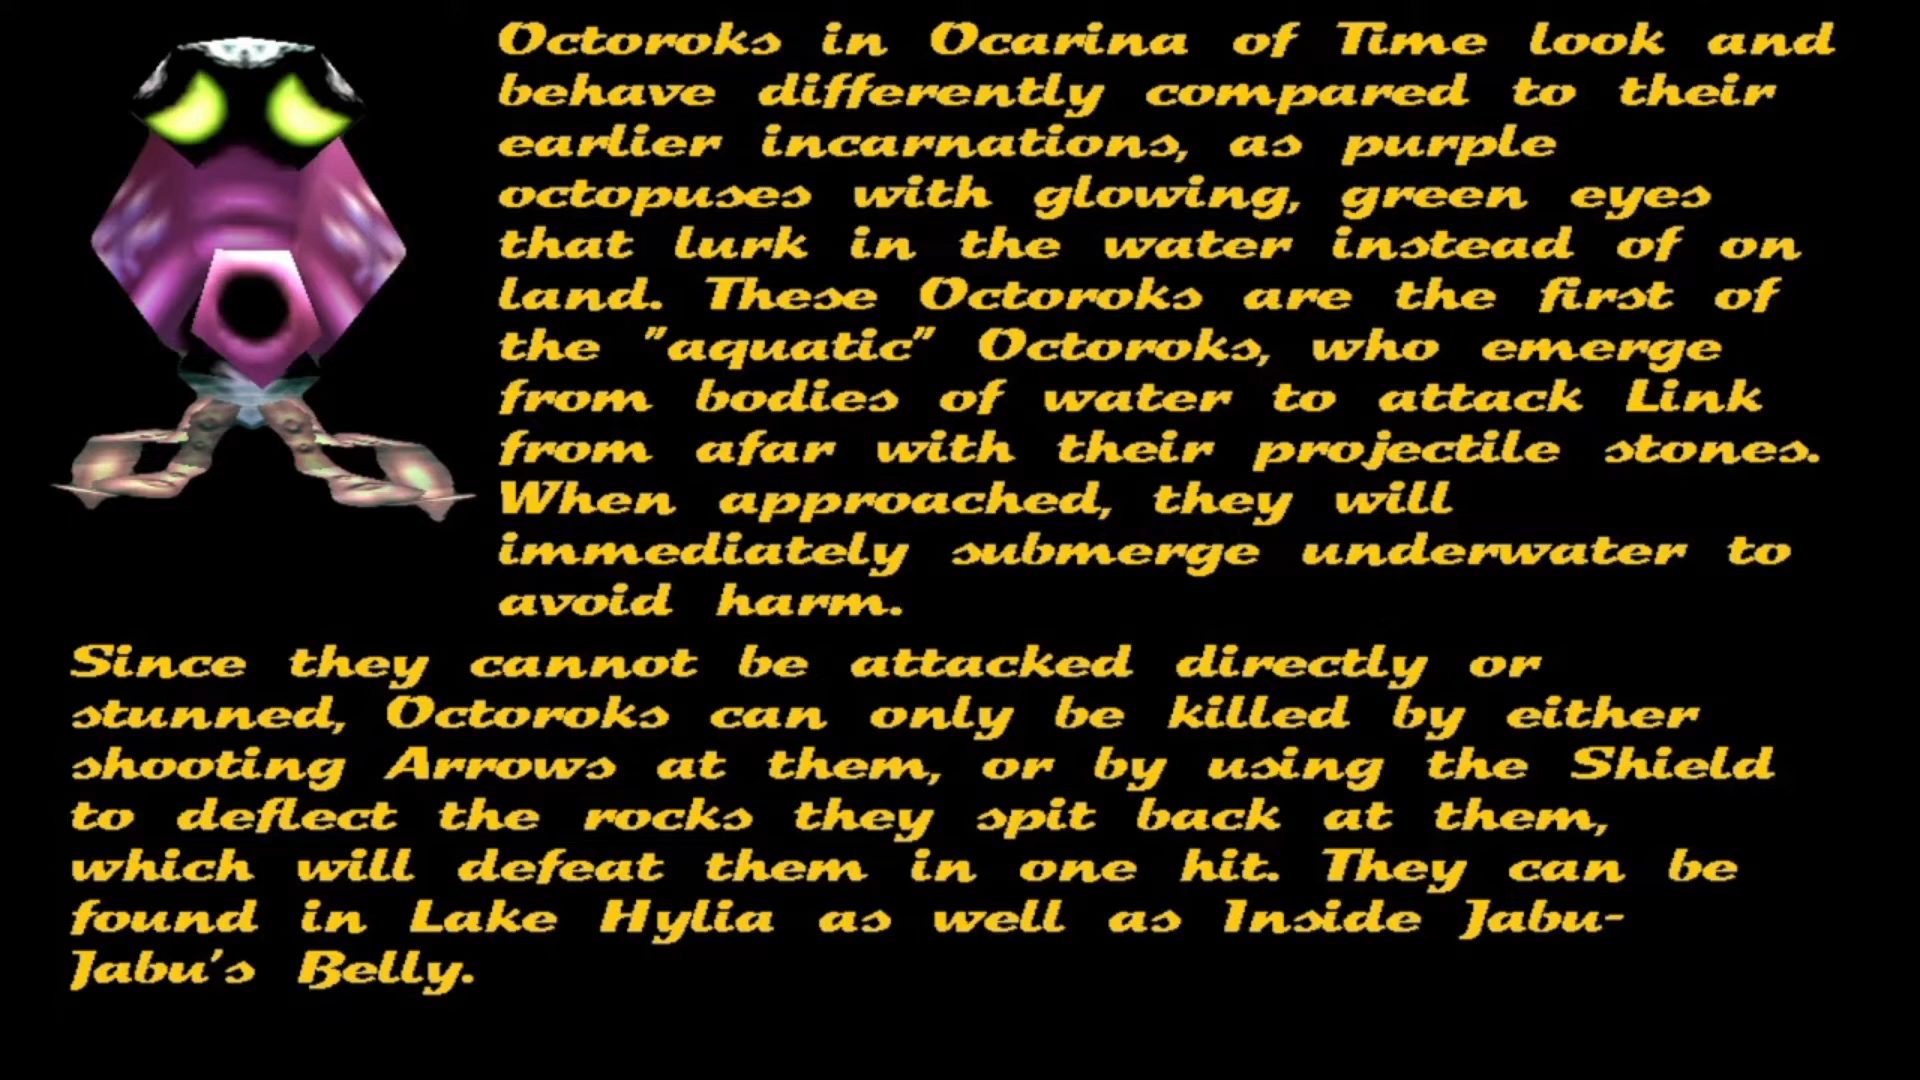 Octoroks in Ocarina of Time look and
behave differently compared to their
earlier incarnations, as purple
octopuses with glowing, green eyes
that lurk in the water instead of on
land. These Octoroks are the first of
the "aquatic" Octoroks, who emerge
from bodies of water to attack Link
from afar with their projectile stones.
When approached, they will
immediately submerge underwater to
avoid harm.
Since they cannot be attacked directly or
stunned, Octoroks can only be killed by either
shooting Arrows at them, or by using the Shield
to deflect the rocks they spit back at them,
which will defeat them in one hit. They can be
found in Lake Hylia as well as Inside Jabu-
Jabu's Belly.